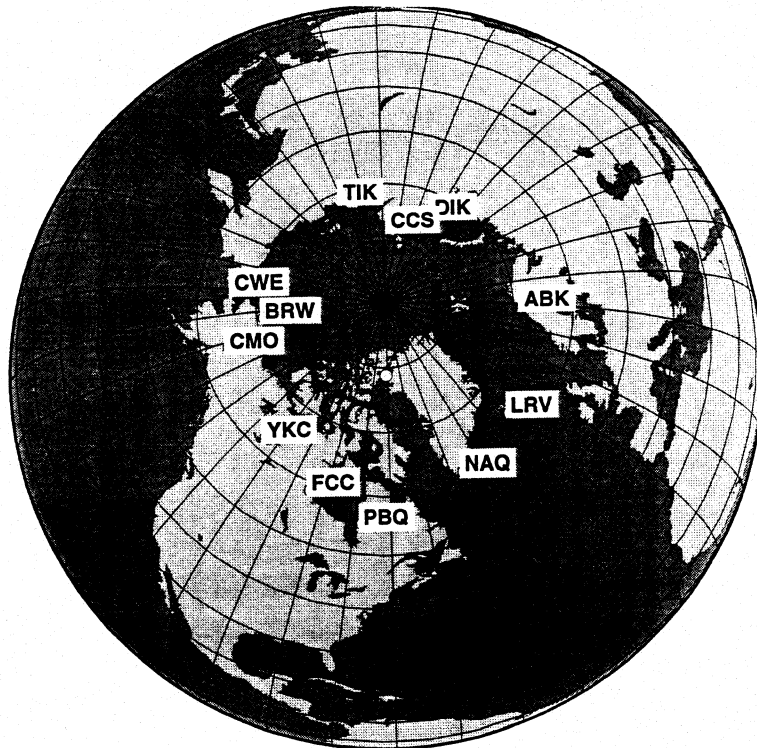 TIK
DIK
CCS
CWE
BRW
ABK
CMO
LRV
YKC
NAQ
FCC
PBQ